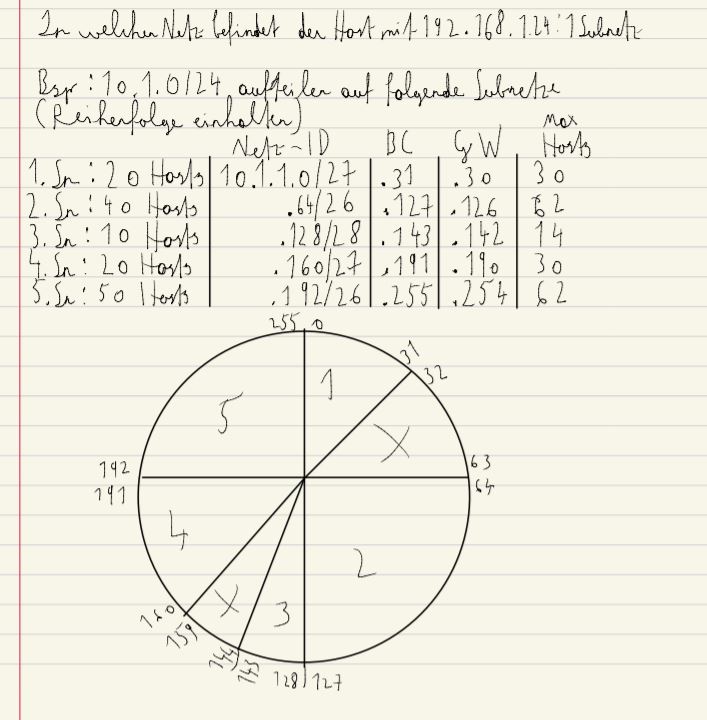 In welchen Netz befindet der Host mit 192.168.1.24:1 Subnetz
Bsp: 10.1.0/24 aufteilen auf folgende Subnetze
(Reihenfolge einhalten)
Netz-ID BC GW Max Hosts
1. Sn: 20 Hosts 10.1.1.0/27 .31 .30 30
2. Sn: 40 Hosts .64/26 .127 .126 62
3. Sn: 10 Hosts .128/28 .143 .142 14
4. Sn: 20 Hosts .160/27 .191 .190 30
5. Sn: 50 Hosts .192/26 .255 .254 62
255 0
31
32
1
5
X
63
64
192
191
4
2
X
3
160
159
144
143
128 127